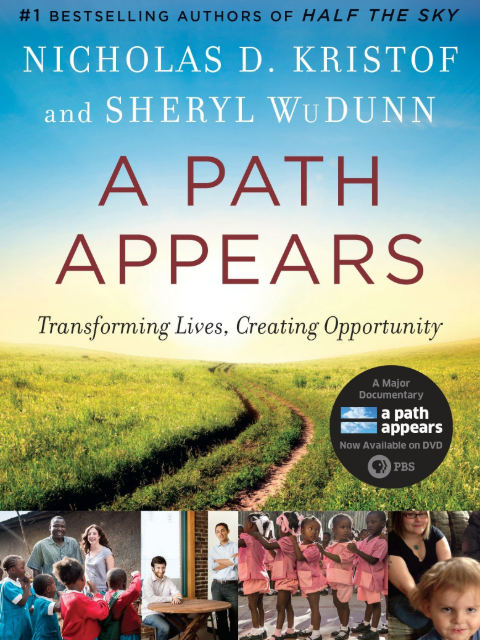 #1 BESTSELLING AUTHORS OF HALF THE SKY
NICHOLAS D. KRISTOF
and SHERYL WuDUNN
A PATH
APPEARS
Transforming Lives, Creating Opportunity
A Major
Documentary
a path
appears
Now Available on DVD
PBS